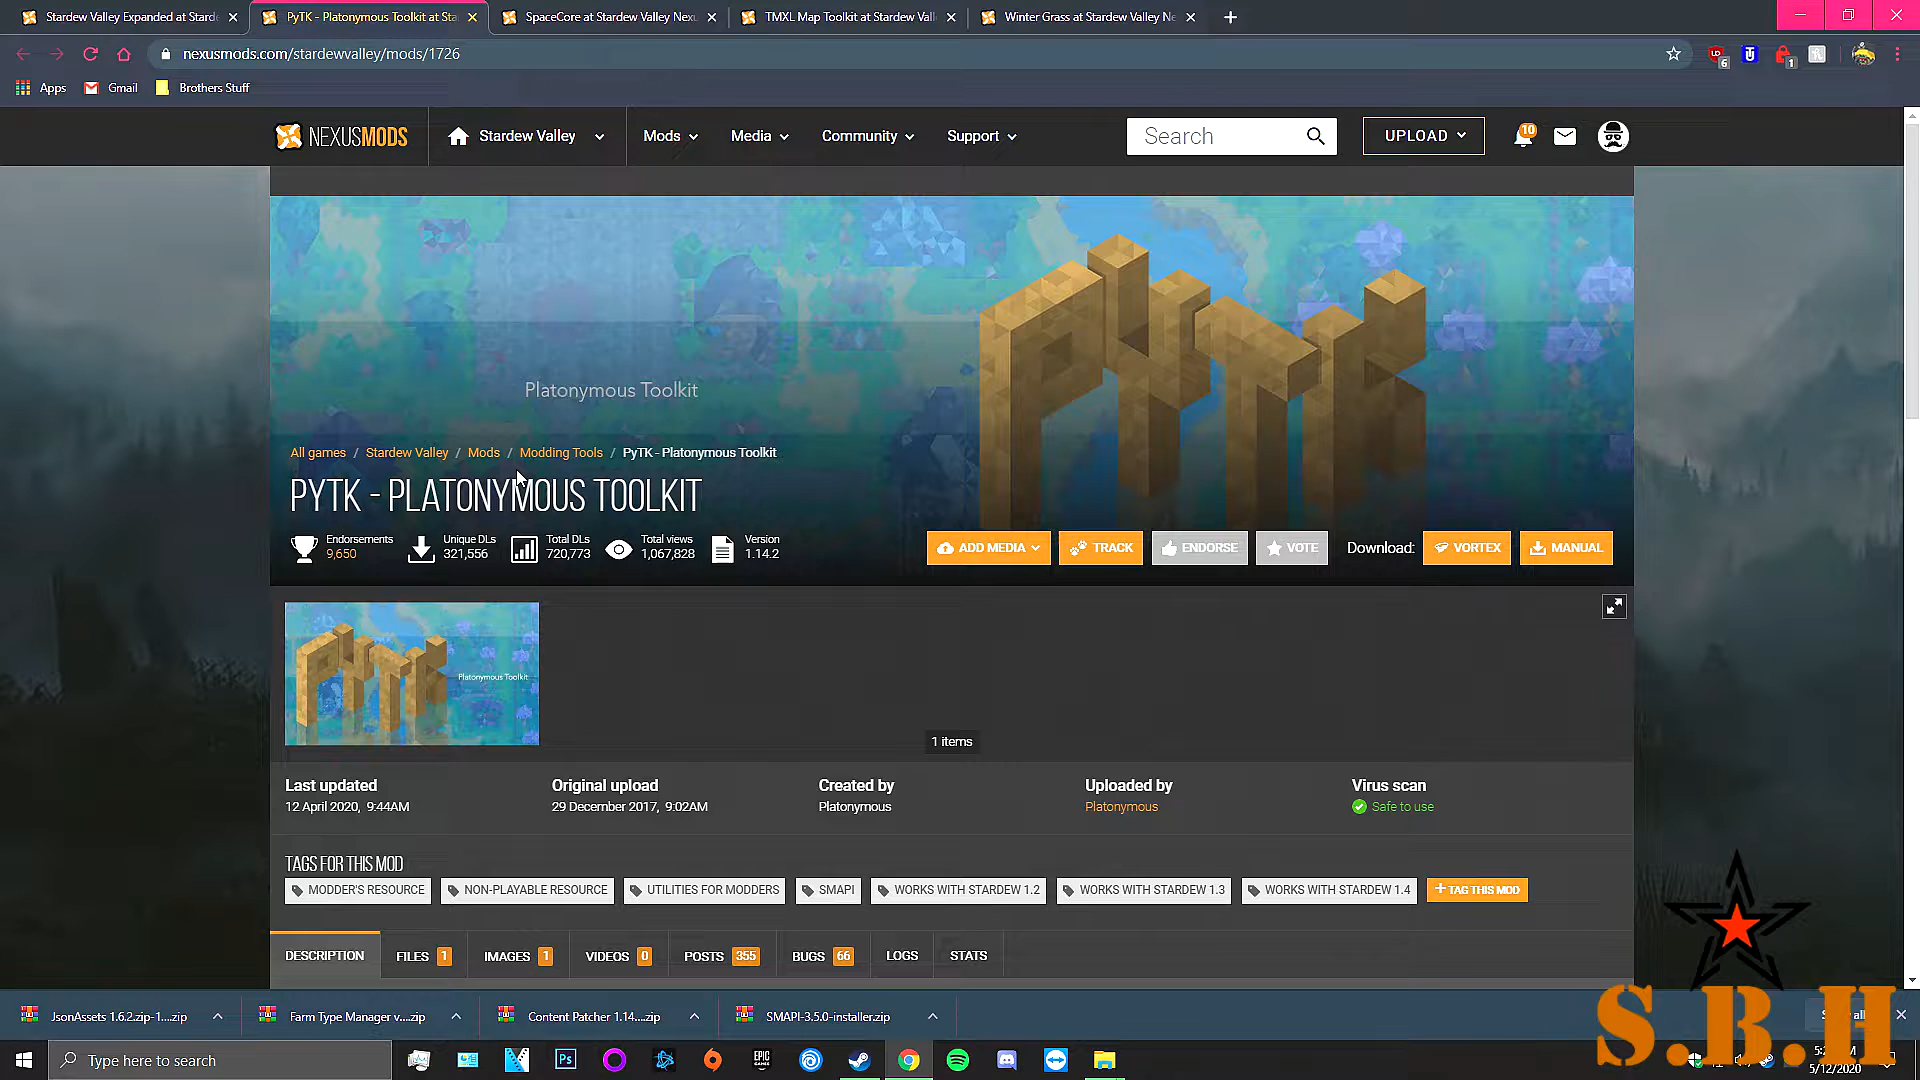 Stardew Valley Expanded at Stard
PyTK - Platonymous Toolkit at Sta
SpaceCore at Stardew Valley Nex
TMXL Map Toolkit at Stardew Vall
Winter Grass at Stardew Valley Ne
nexusmods.com/stardewvalley/mods/1726
6
1
Apps
Gmail
Brothers Stuff
NEXUSMODS
Stardew Valley
Mods
Media
Community
Support
Search
UPLOAD
10
PYTK
Platonymous Toolkit
All games / Stardew Valley / Mods / Modding Tools / PyTK - Platonymous Toolkit
PYTK - PLATONYMOUS TOOLKIT
Endorsements
9,650
Unique DLs
321,556
Total DLs
720,773
Total views
1,067,828
Version
1.14.2
ADD MEDIA
TRACK
ENDORSE
VOTE
Download:
VORTEX
MANUAL
PYTK
Platonymous Toolkit
1 items
Last updated
12 April 2020, 9:44AM
Original upload
29 December 2017, 9:02AM
Created by
Platonymous
Uploaded by
Platonymous
Virus scan
Safe to use
TAGS FOR THIS MOD
MODDER'S RESOURCE
NON-PLAYABLE RESOURCE
UTILITIES FOR MODDERS
SMAPI
WORKS WITH STARDEW 1.2
WORKS WITH STARDEW 1.3
WORKS WITH STARDEW 1.4
+ TAG THIS MOD
DESCRIPTION
FILES 1
IMAGES 1
VIDEOS 0
POSTS 355
BUGS 66
LOGS
STATS
JsonAssets 1.6.2.zip-1....zip
Farm Type Manager v....zip
Content Patcher 1.14....zip
SMAPI-3.5.0-installer.zip
S.B.H
Type here to search
Ps
EPIC
GAMES
5/12/2020